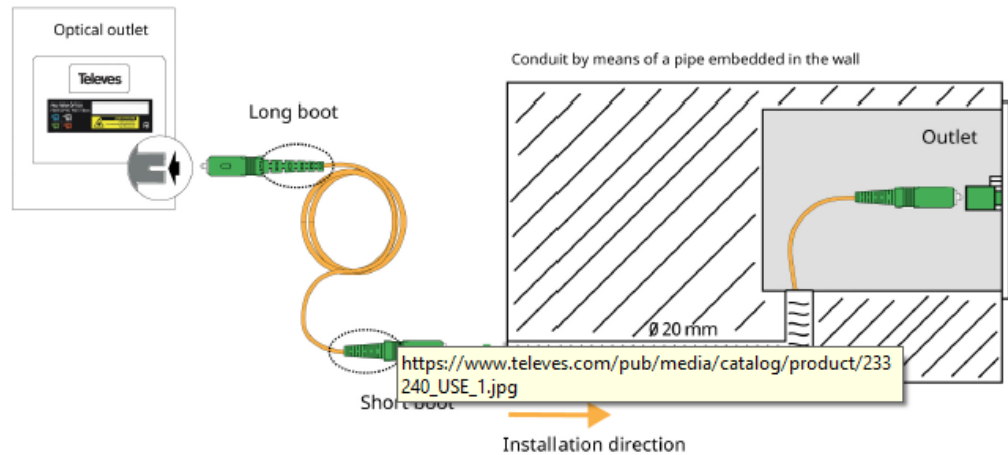 Optical outlet
Televes
Conduit by means of a pipe embedded in the wall
Long boot
Outlet
Ø 20 mm
https://www.televes.com/pub/media/catalog/product/233
240_USE_1.jpg
Short boot
Installation direction